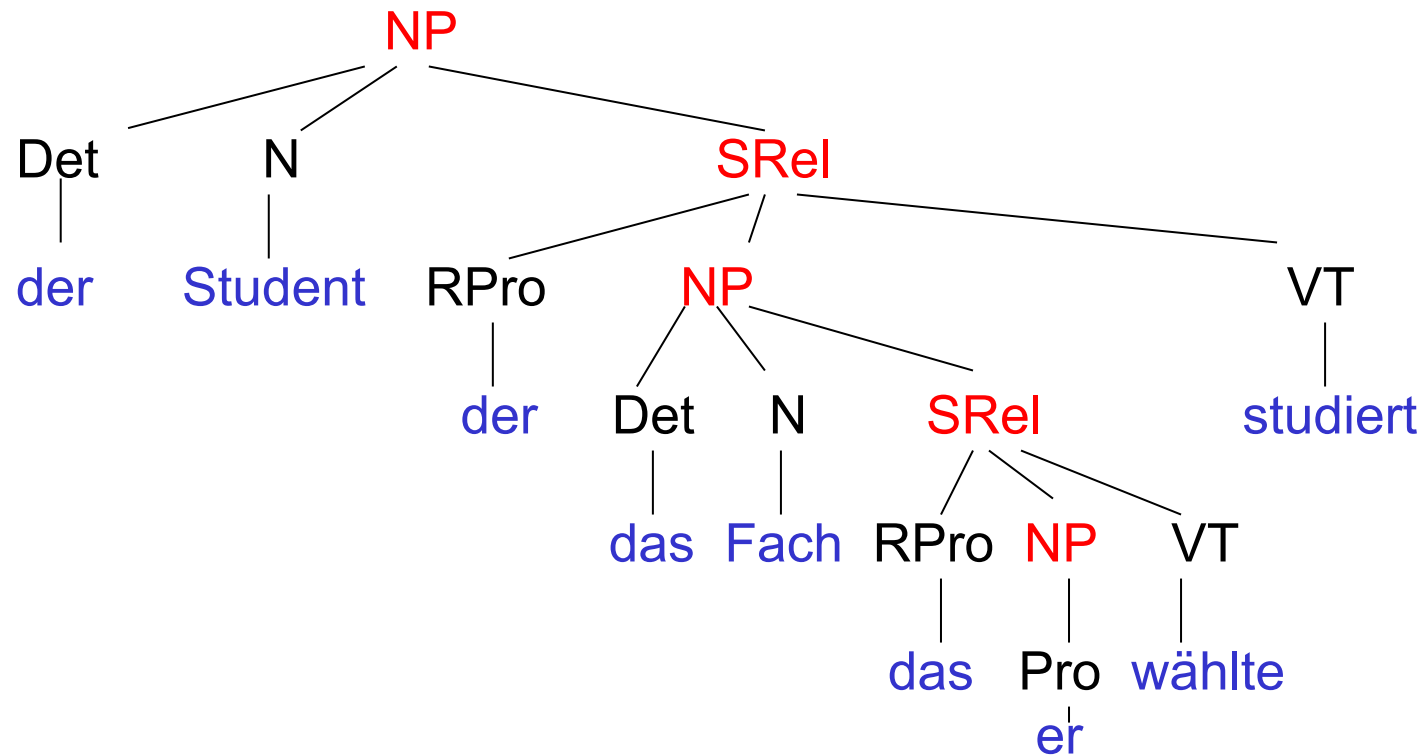 NP
Det N SRel
der Student RPro NP VT
der Det N SRel studiert
das Fach RPro NP VT
das Pro wählte
er